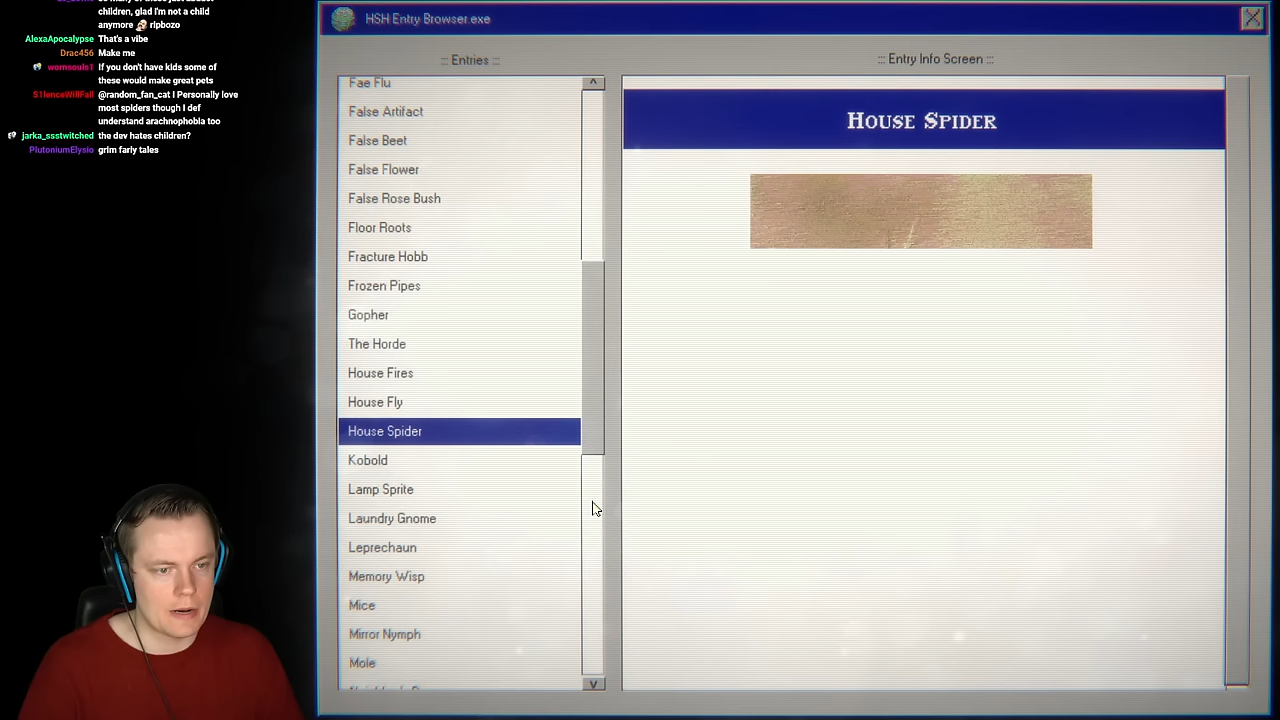 children, glad I'm not a child
anymore ripbozo
AlexaApocalypse That's a vibe
Drac456 Make me
womsouls1 If you don't have kids some of
these would make great pets
S1lenceWillFall @random_fan_cat I Personally love
most spiders though I def
understand arachnophobia too
jarka_ssstwitched the dev hates children?
PlutoniumElysio grim fariy tales
HSH Entry Browser.exe
::: Entries :::
Fae Flu
False Artifact
False Beet
False Flower
False Rose Bush
Floor Roots
Fracture Hobb
Frozen Pipes
Gopher
The Horde
House Fires
House Fly
House Spider
Kobold
Lamp Sprite
Laundry Gnome
Leprechaun
Memory Wisp
Mice
Mirror Nymph
Mole
::: Entry Info Screen :::
House Spider